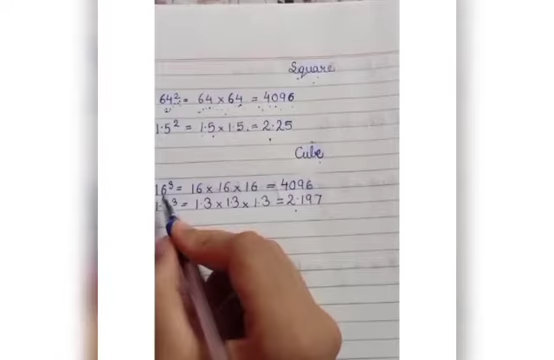 Square
64² = 64 × 64 = 4096
1·5² = 1·5 × 1·5 = 2·25
Cube
16³ = 16 × 16 × 16 = 4096
³ = 1·3 × 1·3 × 1·3 = 2·197